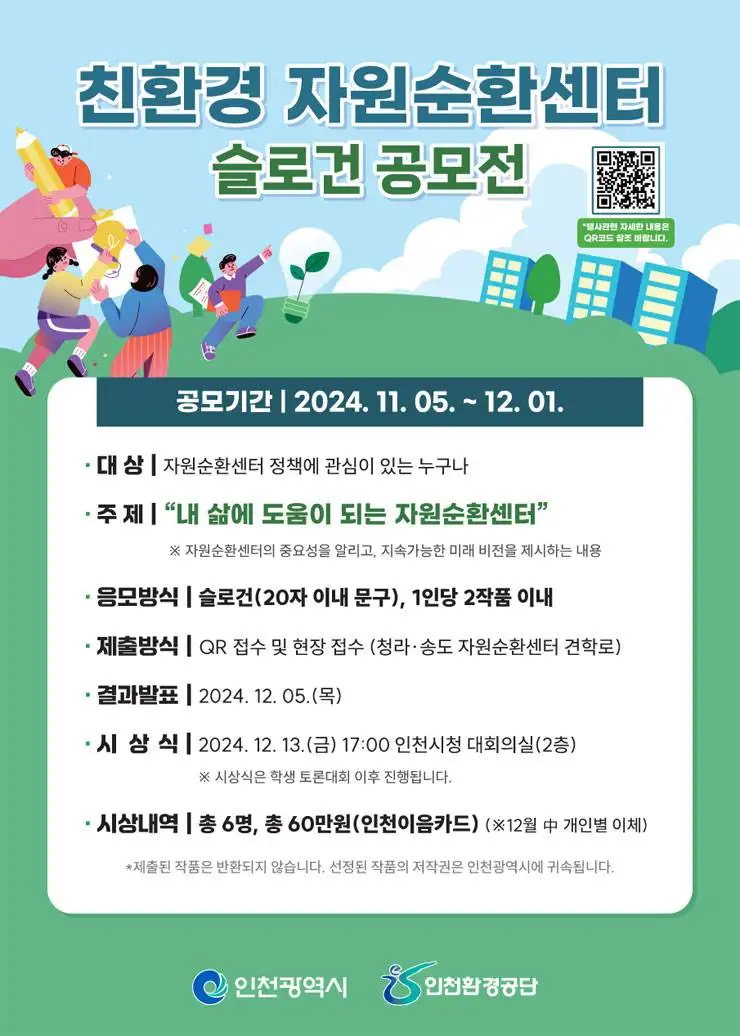 친환경 자원순환센터
슬로건 공모전
*행사관련 자세한 내용은
QR코드 참조 바랍니다.
공모기간 | 2024. 11. 05. ~ 12. 01.
· 대 상 | 자원순환센터 정책에 관심이 있는 누구나
· 주 제 | “내 삶에 도움이 되는 자원순환센터”
※ 자원순환센터의 중요성을 알리고, 지속가능한 미래 비전을 제시하는 내용
· 응모방식 | 슬로건(20자 이내 문구), 1인당 2작품 이내
· 제출방식 | QR 접수 및 현장 접수 (청라·송도 자원순환센터 견학로)
· 결과발표 | 2024. 12. 05.(목)
· 시 상 식 | 2024. 12. 13.(금) 17:00 인천시청 대회의실(2층)
※ 시상식은 학생 토론대회 이후 진행됩니다.
· 시상내역 | 총 6명, 총 60만원(인천이음카드) (※12월 中 개인별 이체)
*제출된 작품은 반환되지 않습니다. 선정된 작품의 저작권은 인천광역시에 귀속됩니다.
인천광역시 인천환경공단